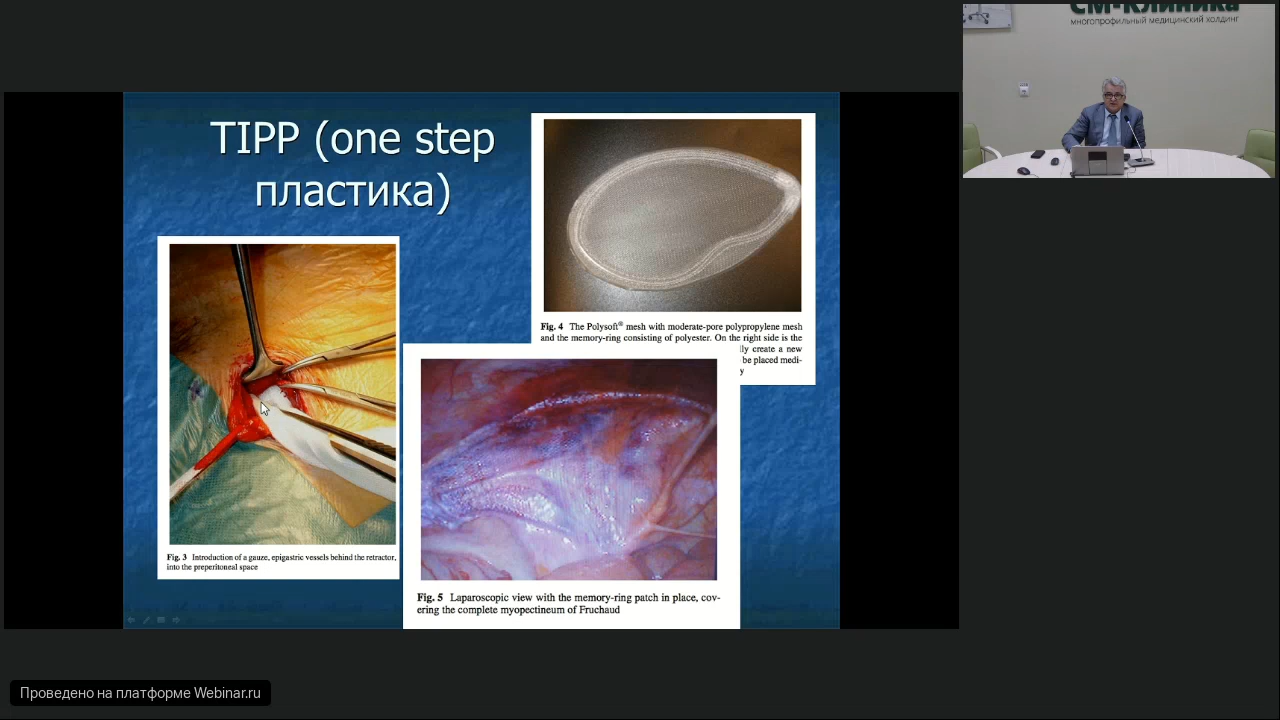 TIPP (one step
пластика)
Fig. 4 The Polysoft® mesh with moderate-pore polypropylene mesh
and the memory-ring consisting of polyester. On the right side is the
lly create a new
be placed medi-
y
Fig. 3 Introduction of a gauze, epigastric vessels behind the retractor,
into the preperitoneal space
Fig. 5 Laparoscopic view with the memory-ring patch in place, cov-
ering the complete myopectineum of Fruchaud
СМ-Клиника
многопрофильный медицинский холдинг
Проведено на платформе Webinar.ru